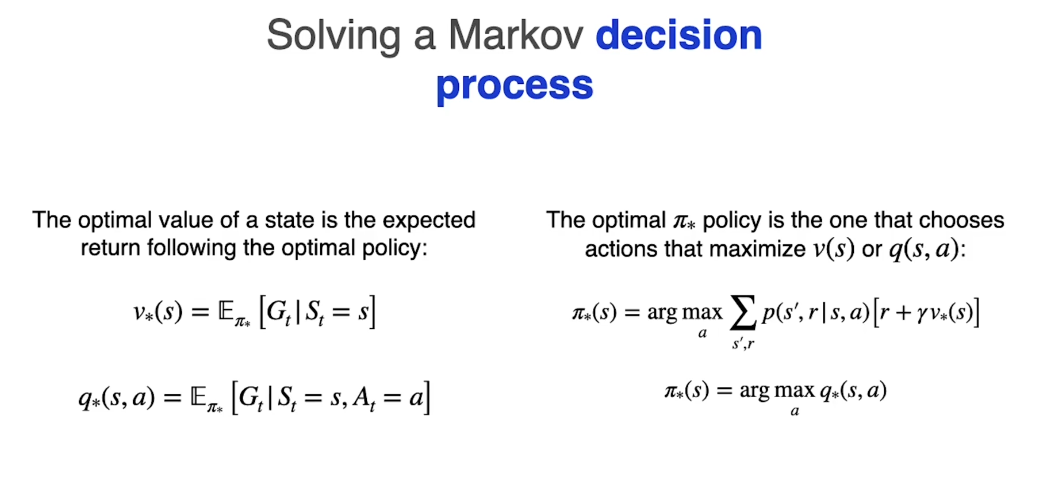 Solving a Markov decision
process
The optimal value of a state is the expected
return following the optimal policy:
v*(s) = 𝔼π* [Gt | St = s]
q*(s, a) = 𝔼π* [Gt | St = s, At = a]
The optimal π* policy is the one that chooses
actions that maximize v(s) or q(s, a):
π*(s) = arg max a ∑ s′,r p(s′, r | s, a)[r + γv*(s)]
π*(s) = arg max a q*(s, a)